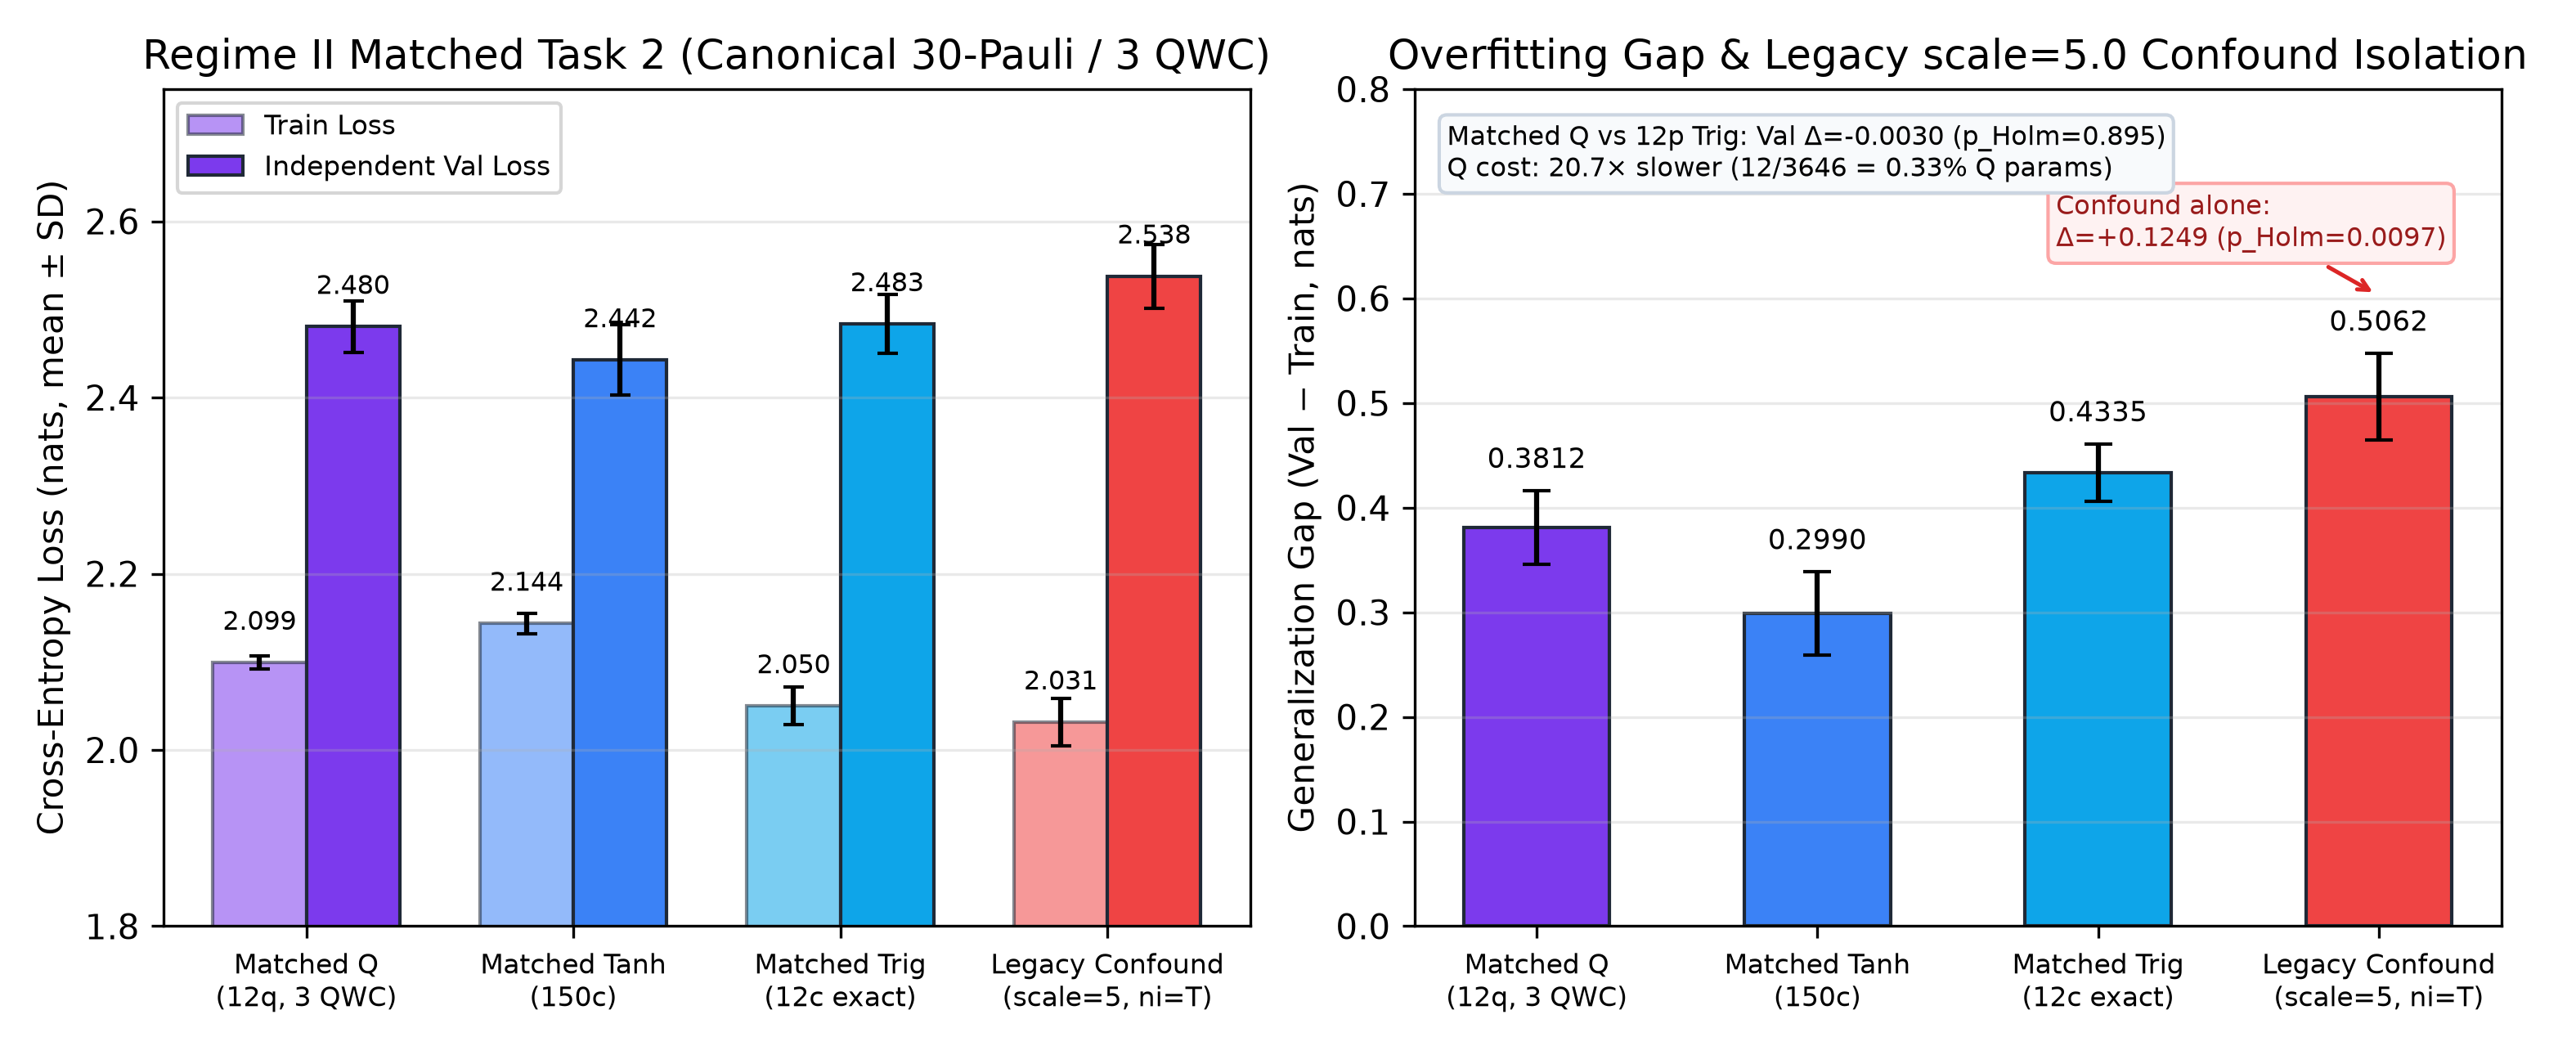 Regime II Matched Task 2 (Canonical 30-Pauli / 3 QWC)
Train Loss
Independent Val Loss
Cross-Entropy Loss (nats, mean ± SD)
2.6
2.4
2.2
2.0
1.8
2.099
2.480
2.144
2.442
2.050
2.483
2.031
2.538
Matched Q
(12q, 3 QWC)
Matched Tanh
(150c)
Matched Trig
(12c exact)
Legacy Confound
(scale=5, ni=T)
Overfitting Gap & Legacy scale=5.0 Confound Isolation
Matched Q vs 12p Trig: Val Δ=-0.0030 (p_Holm=0.895)
Q cost: 20.7× slower (12/3646 = 0.33% Q params)
Confound alone:
Δ=+0.1249 (p_Holm=0.0097)
Generalization Gap (Val − Train, nats)
0.8
0.7
0.6
0.5
0.4
0.3
0.2
0.1
0.0
0.3812
0.2990
0.4335
0.5062
Matched Q
(12q, 3 QWC)
Matched Tanh
(150c)
Matched Trig
(12c exact)
Legacy Confound
(scale=5, ni=T)